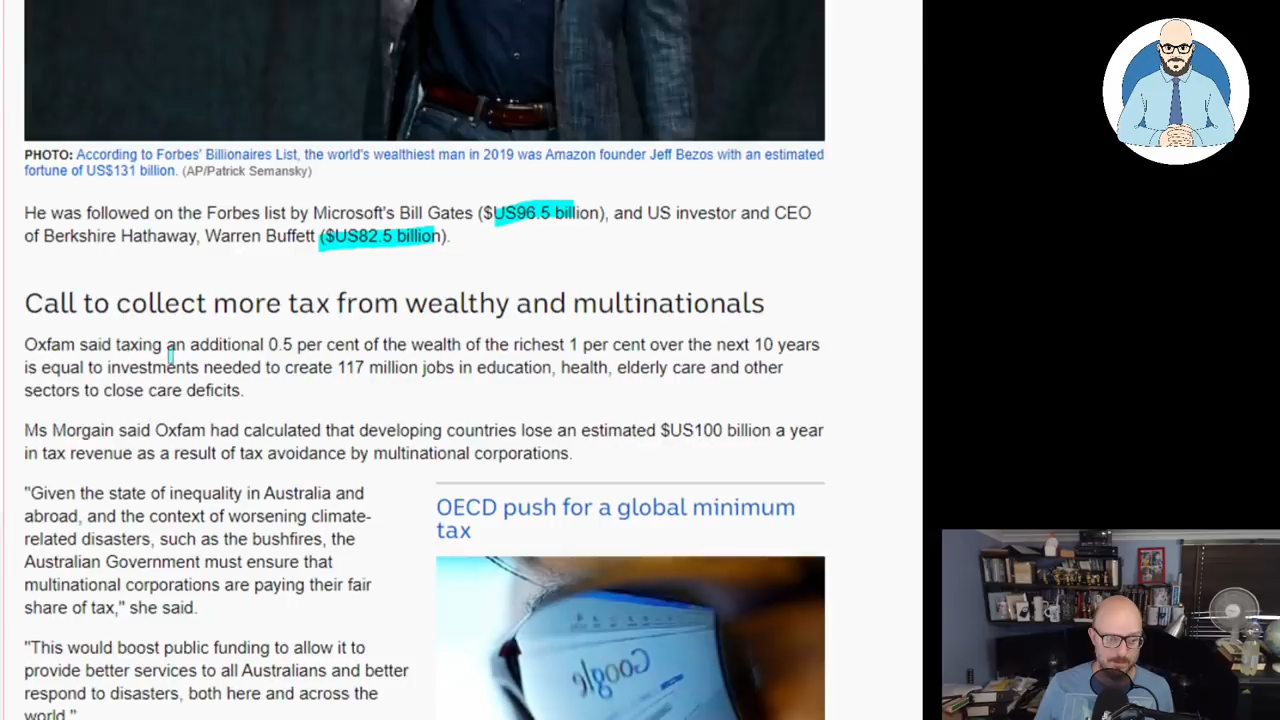 PHOTO: According to Forbes' Billionaires List, the world's wealthiest man in 2019 was Amazon founder Jeff Bezos with an estimated
fortune of US$131 billion. (AP/Patrick Semansky)
He was followed on the Forbes list by Microsoft's Bill Gates ($US96.5 billion), and US investor and CEO
of Berkshire Hathaway, Warren Buffett ($US82.5 billion).
Call to collect more tax from wealthy and multinationals
Oxfam said taxing an additional 0.5 per cent of the wealth of the richest 1 per cent over the next 10 years
is equal to investments needed to create 117 million jobs in education, health, elderly care and other
sectors to close care deficits.
Ms Morgain said Oxfam had calculated that developing countries lose an estimated $US100 billion a year
in tax revenue as a result of tax avoidance by multinational corporations.
"Given the state of inequality in Australia and
abroad, and the context of worsening climate-
related disasters, such as the bushfires, the
Australian Government must ensure that
multinational corporations are paying their fair
share of tax," she said.
"This would boost public funding to allow it to
provide better services to all Australians and better
respond to disasters, both here and across the
world."
OECD push for a global minimum
tax
Google